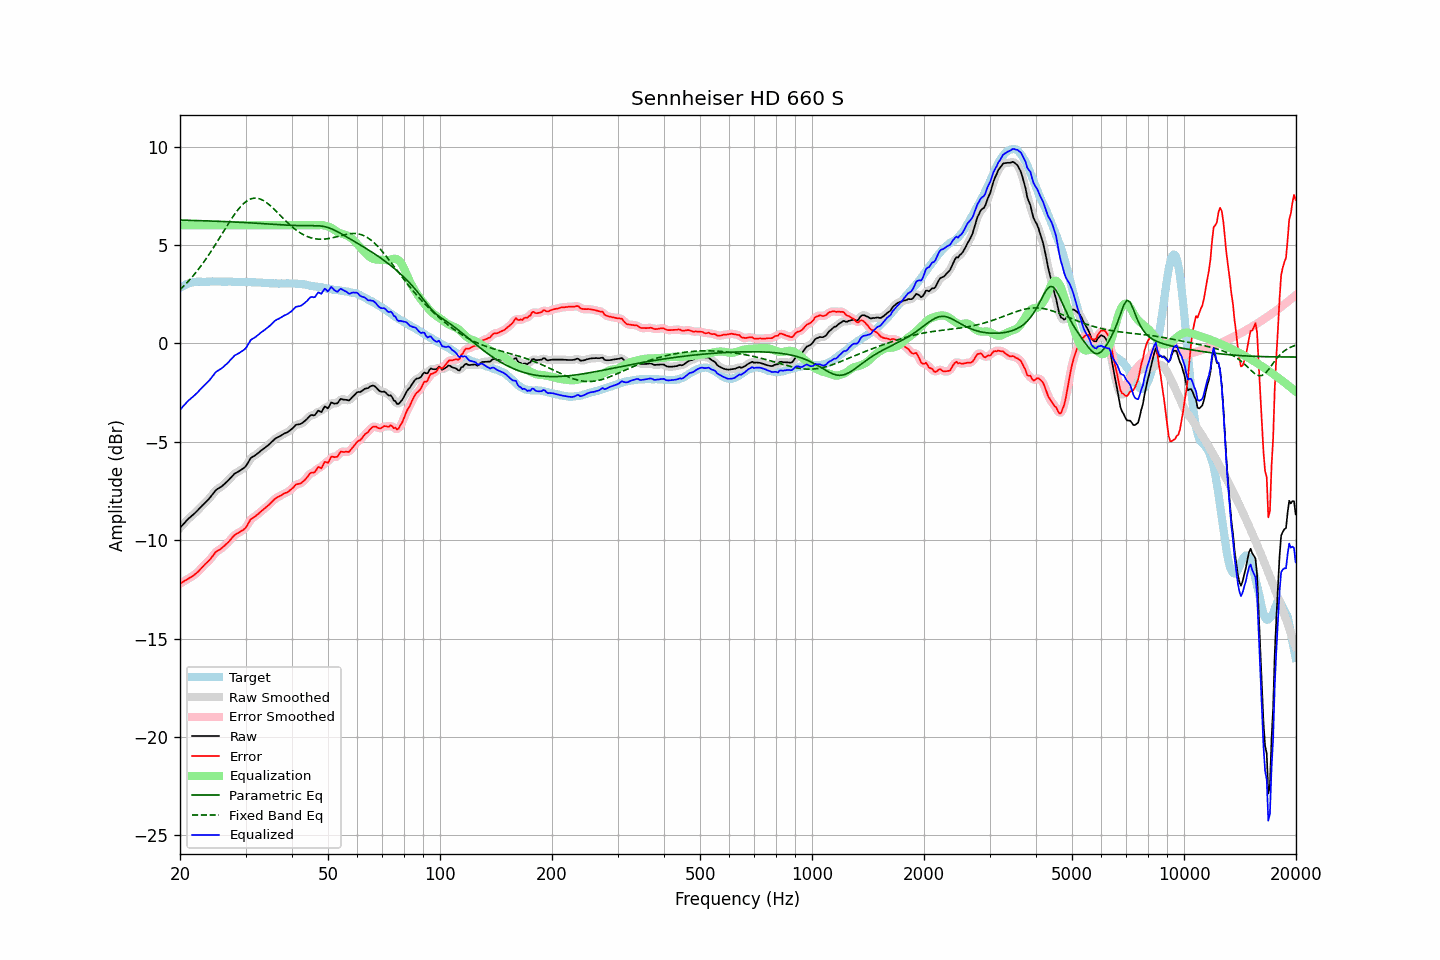 Sennheiser HD 660 S
Amplitude (dBr)
10
5
0
−5
−10
−15
−20
−25
Target
Raw Smoothed
Error Smoothed
Raw
Error
Equalization
Parametric Eq
Fixed Band Eq
Equalized
20 50 100 200 500 1000 2000 5000 10000 20000
Frequency (Hz)